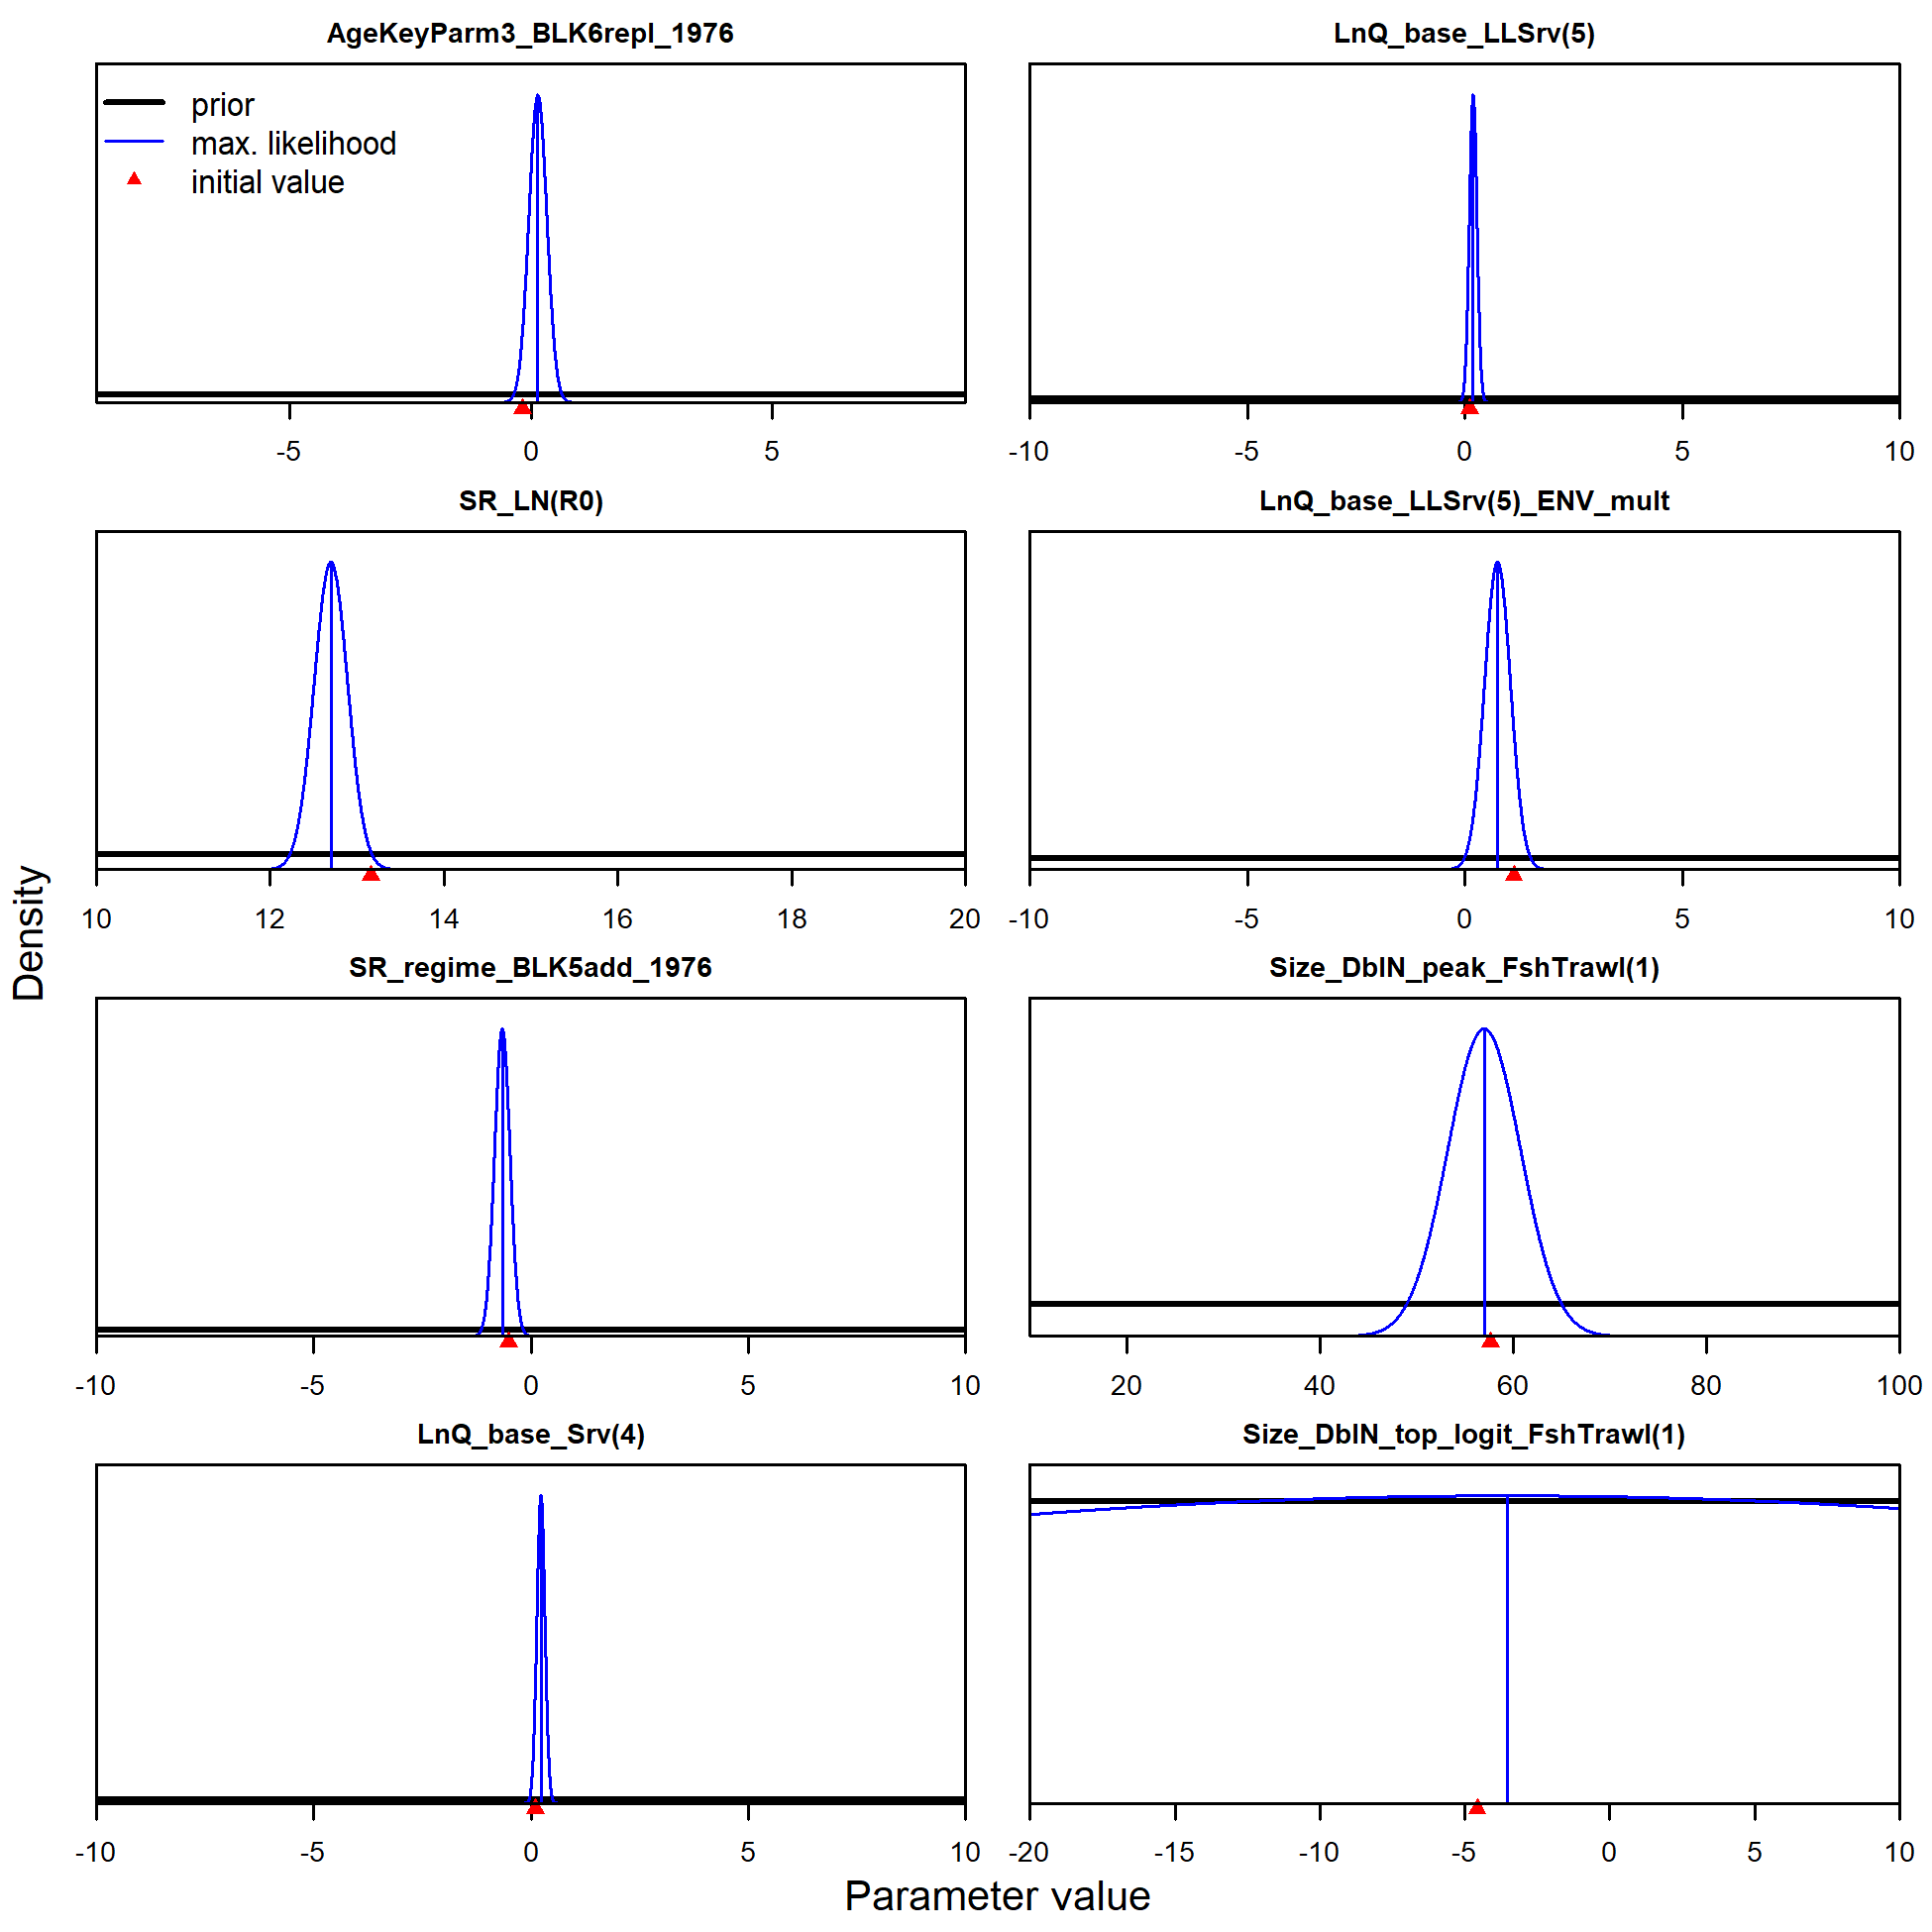 AgeKeyParm3_BLK6repl_1976
prior
max. likelihood
initial value
-5 0 5
LnQ_base_LLSrv(5)
-10 -5 0 5 10
SR_LN(R0)
10 12 14 16 18 20
LnQ_base_LLSrv(5)_ENV_mult
-10 -5 0 5 10
SR_regime_BLK5add_1976
-10 -5 0 5 10
Size_DblN_peak_FshTrawl(1)
20 40 60 80 100
LnQ_base_Srv(4)
-10 -5 0 5 10
Size_DblN_top_logit_FshTrawl(1)
-20 -15 -10 -5 0 5 10
Density
Parameter value